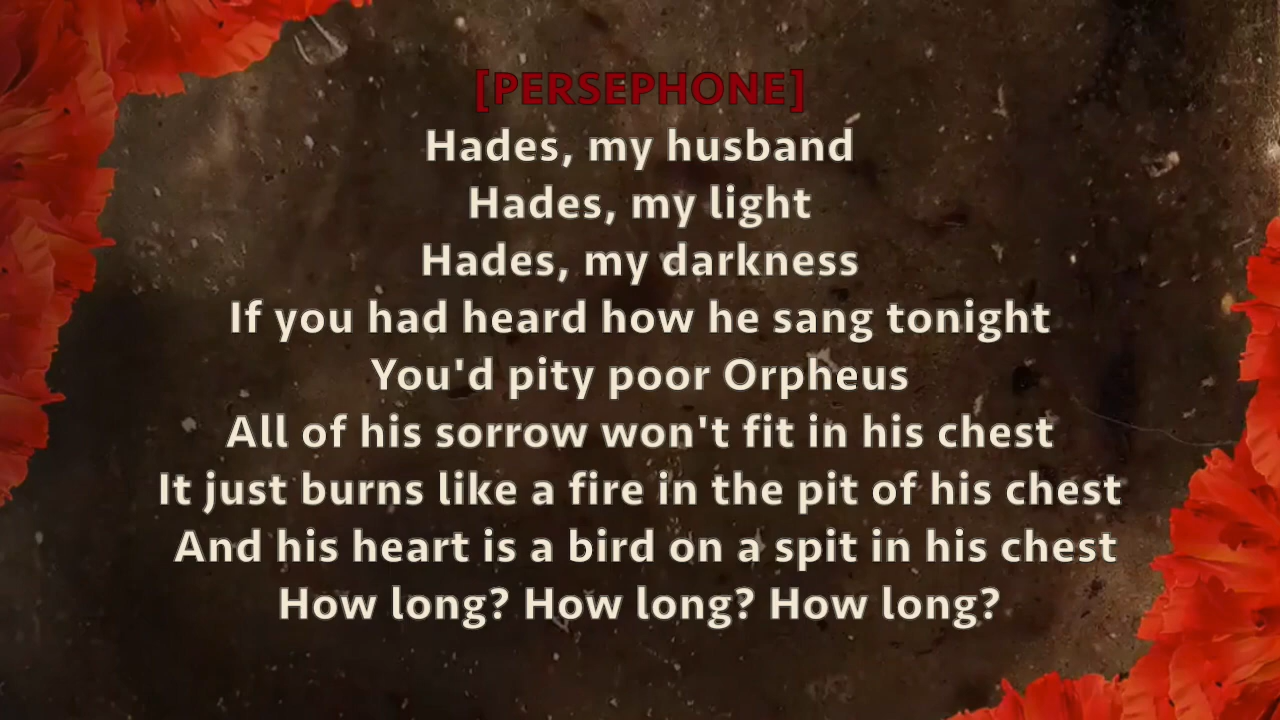 [PERSEPHONE]
Hades, my husband
Hades, my light
Hades, my darkness
If you had heard how he sang tonight
You'd pity poor Orpheus
All of his sorrow won't fit in his chest
It just burns like a fire in the pit of his chest
And his heart is a bird on a spit in his chest
How long? How long? How long?